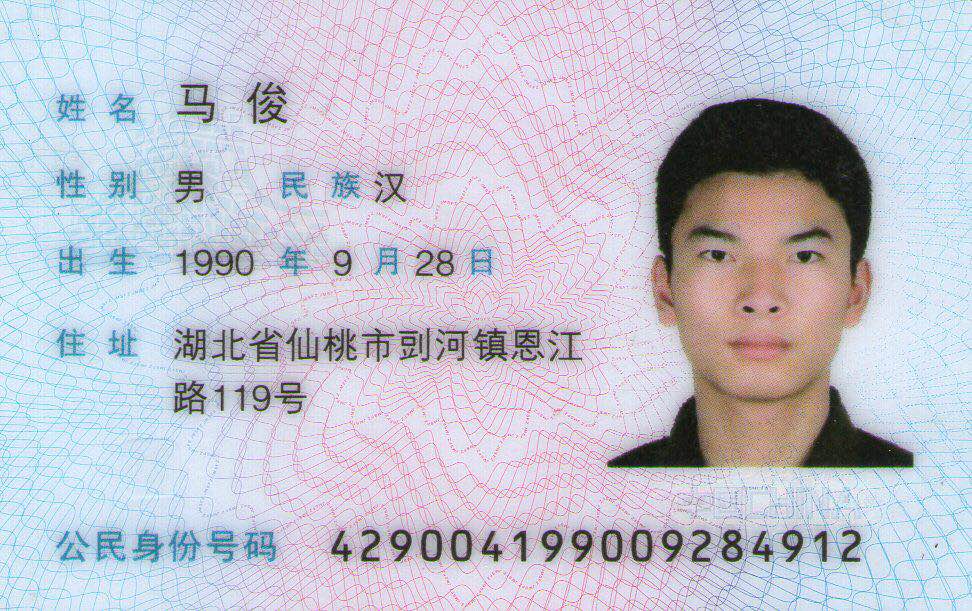 姓名 马俊
性别 男 民族 汉
出生 1990 年 9 月 28 日
住址 湖北省仙桃市剅河镇恩江
路119号
公民身份号码 429004199009284912